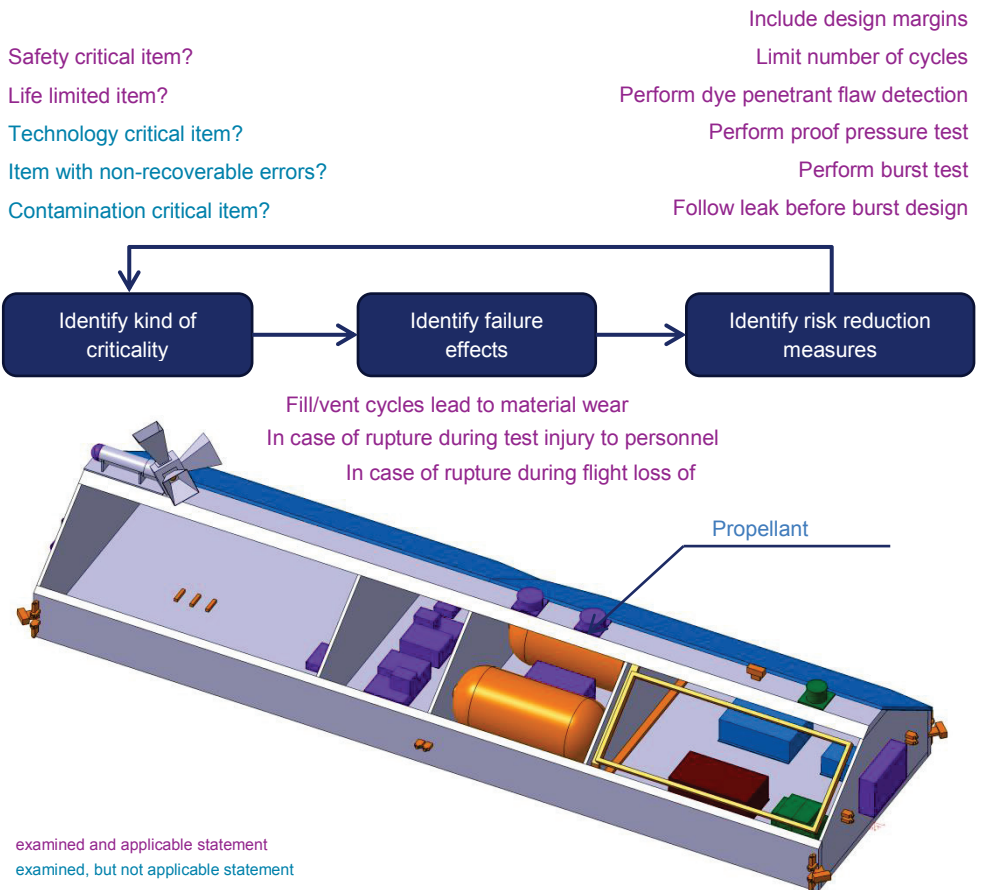 Include design margins
Safety critical item?
Limit number of cycles
Life limited item?
Perform dye penetrant flaw detection
Technology critical item?
Perform proof pressure test
Item with non-recoverable errors?
Perform burst test
Contamination critical item?
Follow leak before burst design
Identify kind of
criticality
Identify failure
effects
Identify risk reduction
measures
Fill/vent cycles lead to material wear
In case of rupture during test injury to personnel
In case of rupture during flight loss of
Propellant
examined and applicable statement
examined, but not applicable statement